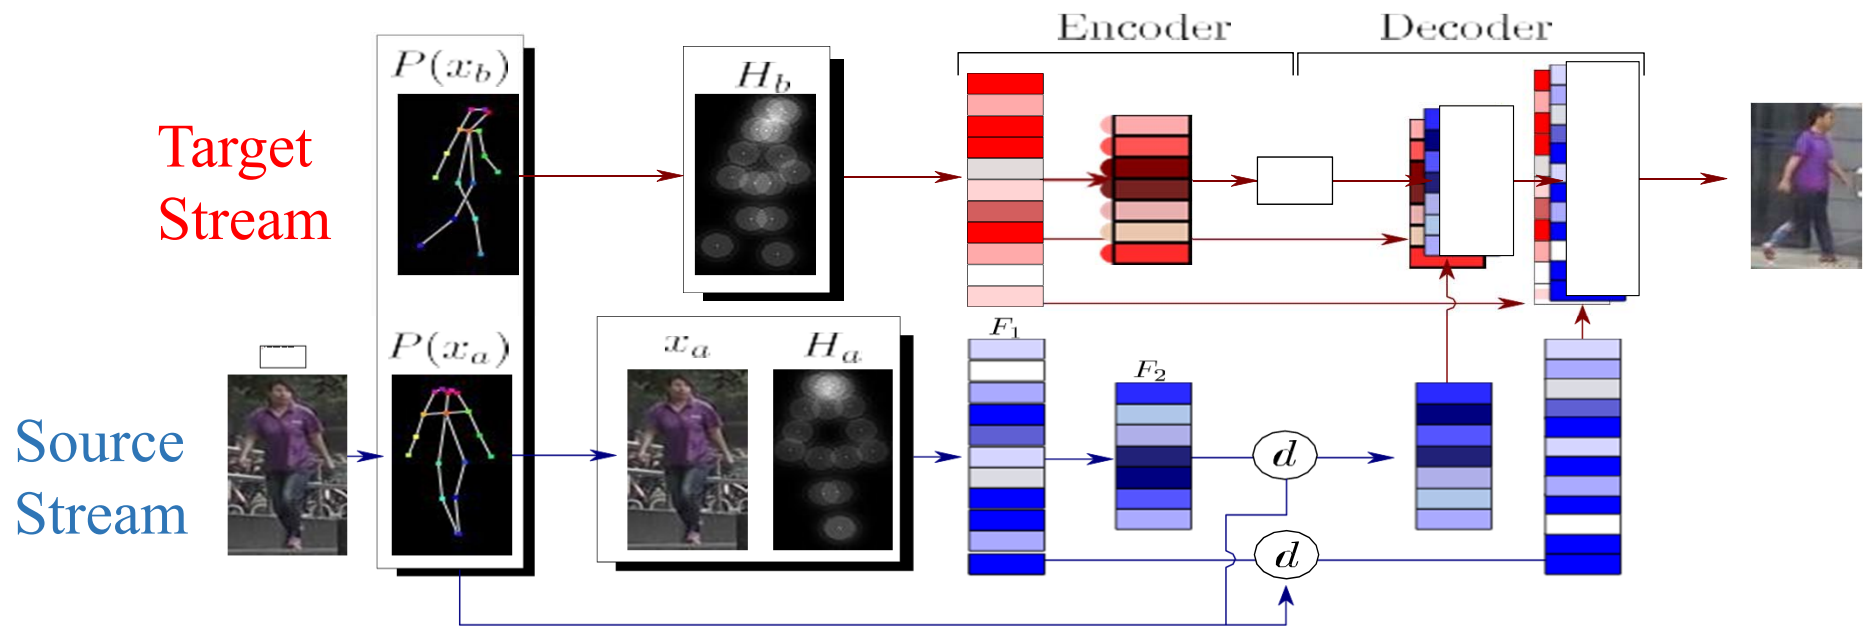 Encoder
Decoder
P(x_b)
H_b
Target
Stream
F_1
P(x_a)
x_a
H_a
F_2
Source
Stream
d
d